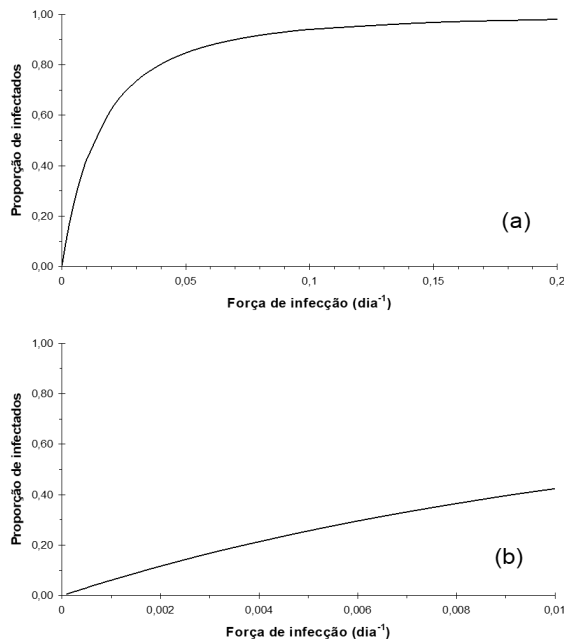 1,00
0,80
0,60
0,40
0,20
0,00
Proporção de infectados
(a)
0 0,05 0,1 0,15 0,2
Força de infecção (dia⁻¹)
1,00
0,80
0,60
0,40
0,20
0,00
Proporção de infectados
(b)
0 0,002 0,004 0,006 0,008 0,01
Força de infecção (dia⁻¹)